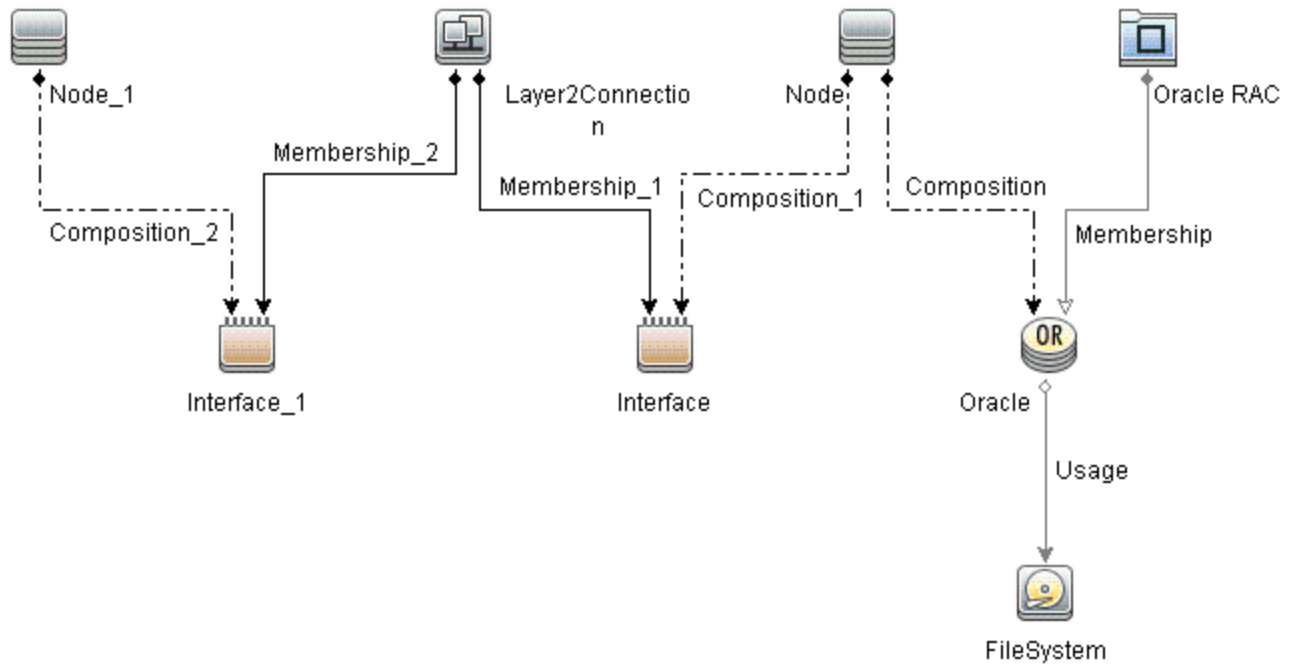 Node_1
Layer2Connectio
n
Node
Oracle RAC
Membership_2
Membership_1
Composition_1
Composition
Composition_2
Membership
OR
Interface_1
Interface
Oracle
Usage
FileSystem